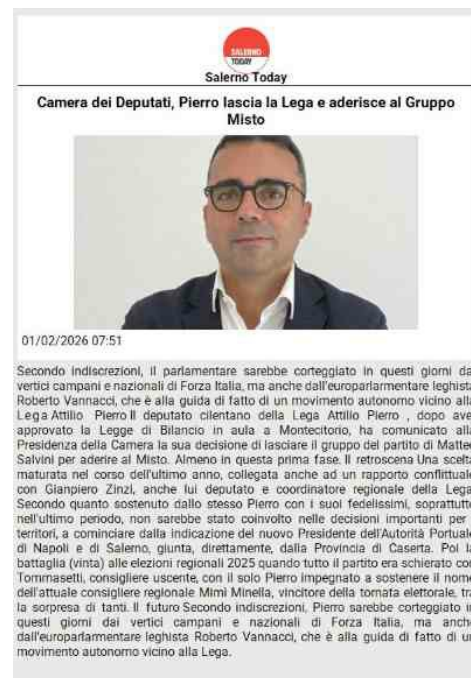 SALERNO
TODAY
Salerno Today
Camera dei Deputati, Pierro lascia la Lega e aderisce al Gruppo
Misto
01/02/2026 07:51
Secondo indiscrezioni, il parlamentare sarebbe corteggiato in questi giorni da
vertici campani e nazionali di Forza Italia, ma anche dall'europarlarmentare leghista
Roberto Vannacci, che è alla guida di fatto di un movimento autonomo vicino alla
Lega Attilio Pierro Il deputato cilentano della Lega Attilio Pierro , dopo ave
approvato la Legge di Bilancio in aula a Montecitorio, ha comunicato all
Presidenza della Camera la sua decisione di lasciare il gruppo del partito di Matteo
Salvini per aderire al Misto. Almeno in questa prima fase. Il retroscena Una scelta
maturata nel corso dell'ultimo anno, collegata anche ad un rapporto conflittuale
con Gianpiero Zinzi, anche lui deputato e coordinatore regionale della Lega
Secondo quanto sostenuto dallo stesso Pierro con i suoi fedelissimi, soprattutto
nell'ultimo periodo, non sarebbe stato coinvolto nelle decisioni importanti per
territori, a cominciare dalla indicazione del nuovo Presidente dell'Autorità Portuale
di Napoli e di Salerno, giunta, direttamente, dalla Provincia di Caserta. Poi la
battaglia (vinta) alle elezioni regionali 2025 quando tutto il partito era schierato con
Tommasetti, consigliere uscente, con il solo Pierro impegnato a sostenere il nome
dell'attuale consigliere regionale Mimì Minella, vincitore della tornata elettorale, tra
la sorpresa di tanti. Il futuro Secondo indiscrezioni, Pierro sarebbe corteggiato in
questi giorni dai vertici campani e nazionali di Forza Italia, ma anche
dall'europarlamentare leghista Roberto Vannacci, che è alla guida di fatto di un
movimento autonomo vicino alla Lega.